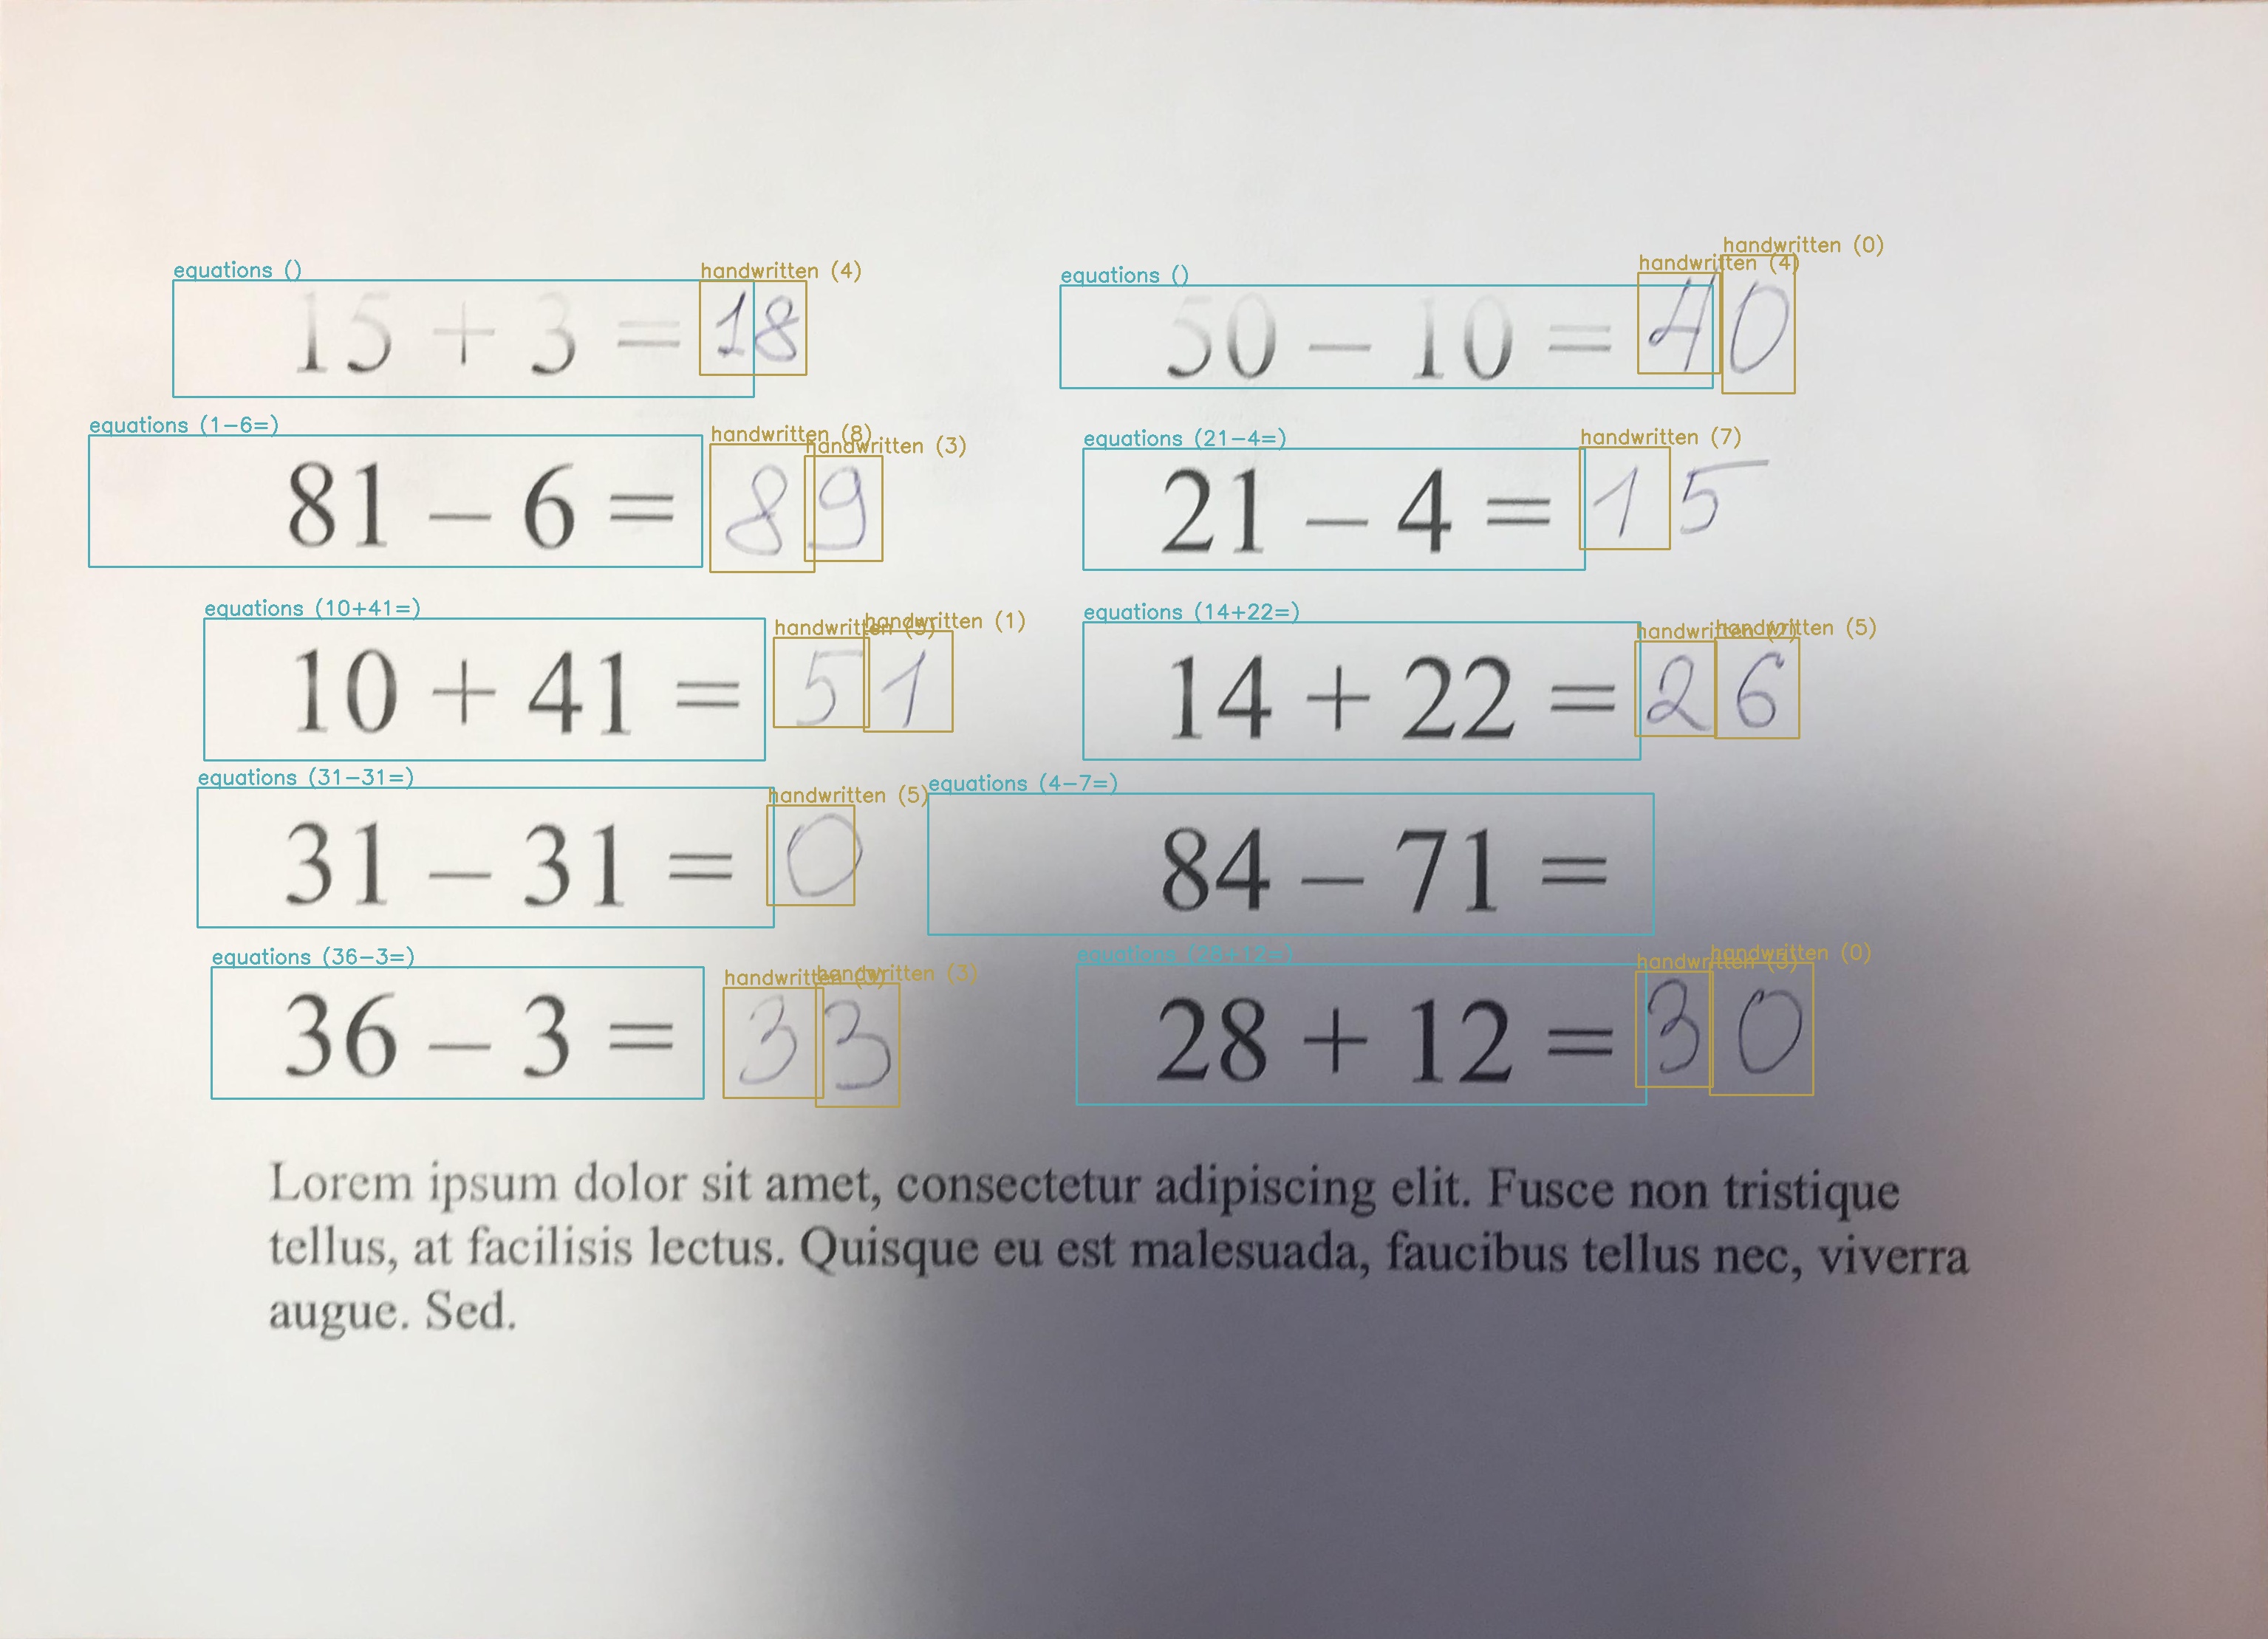 equations () handwritten (4) equations () handwritten (4) handwritten (0)
15 + 3 = 18 50 – 10 = 40
equations (1-6=) handwritten (8) handwritten (3) equations (21-4=) handwritten (7)
81 – 6 = 89 21 – 4 = 15
equations (10+41=) handwritten handwritten (1) equations (14+22=) handwritten handwritten (5)
10 + 41 = 51 14 + 22 = 26
equations (31-31=) handwritten (5) equations (4-7=)
31 – 31 = 0 84 – 71 =
equations (36-3=) handwritten handwritten (3) equations (28+12=) handwritten handwritten (0)
36 – 3 = 33 28 + 12 = 30
Lorem ipsum dolor sit amet, consectetur adipiscing elit. Fusce non tristique
tellus, at facilisis lectus. Quisque eu est malesuada, faucibus tellus nec, viverra
augue. Sed.